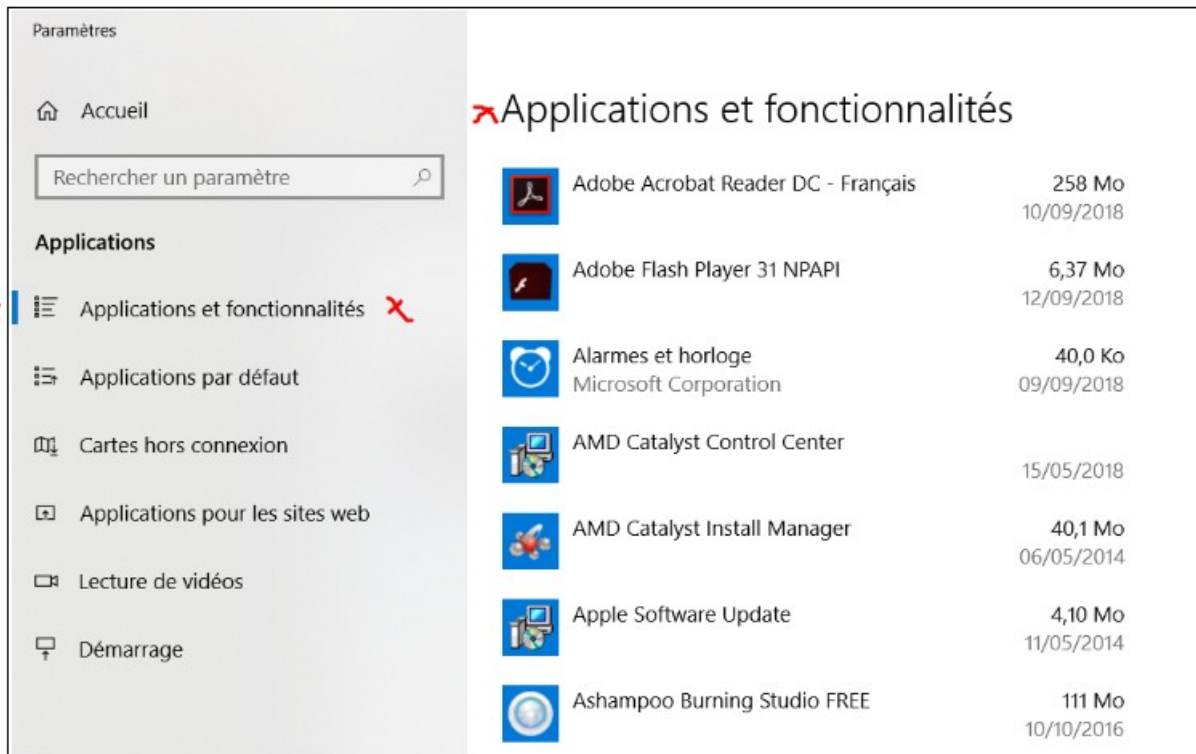 Paramètres
Accueil
Rechercher un paramètre
Applications
Applications et fonctionnalités
Applications par défaut
Cartes hors connexion
Applications pour les sites web
Lecture de vidéos
Démarrage
Applications et fonctionnalités
Adobe Acrobat Reader DC - Français 258 Mo
10/09/2018
Adobe Flash Player 31 NPAPI 6,37 Mo
12/09/2018
Alarmes et horloge 40,0 Ko
Microsoft Corporation 09/09/2018
AMD Catalyst Control Center
15/05/2018
AMD Catalyst Install Manager 40,1 Mo
06/05/2014
Apple Software Update 4,10 Mo
11/05/2014
Ashampoo Burning Studio FREE 111 Mo
10/10/2016